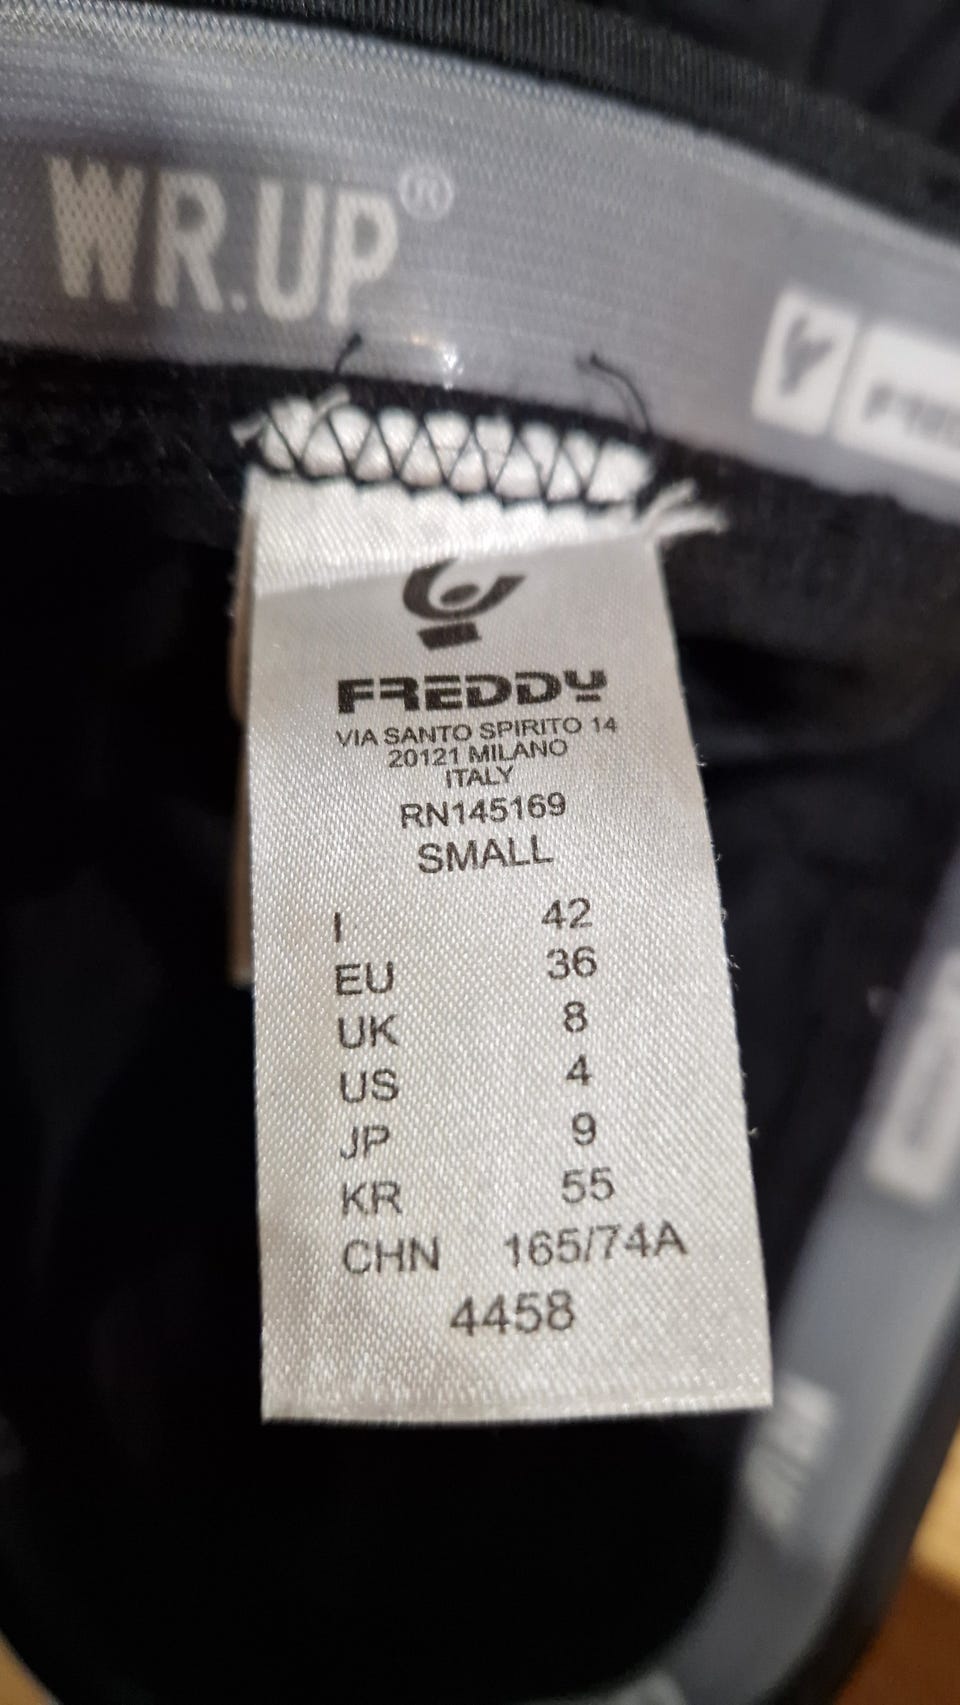 WR.UP®
FREDDY
VIA SANTO SPIRITO 14
20121 MILANO
ITALY
RN145169
SMALL
I 42
EU 36
UK 8
US 4
JP 9
KR 55
CHN 165/74A
4458